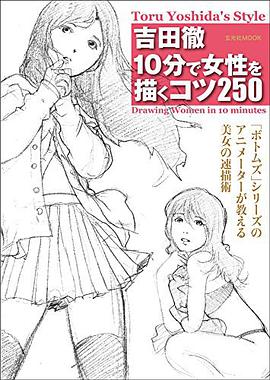 Toru Yoshida's Style
吉田徹
玄光社MOOK
10分で女性を
描くコツ250
Drawing Women in 10 minutes
「ボトムズ」シリーズの
アニメーターが教える
美女の速描術